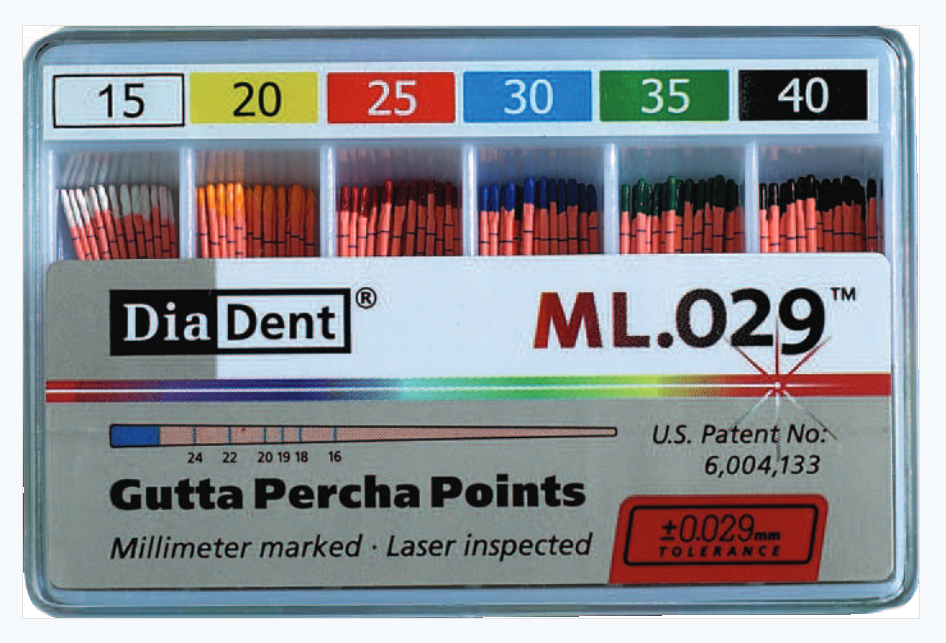 15 20 25 30 35 40
DiaDent®
ML.029™
24 22 20 19 18 16
U.S. Patent No:
6,004,133
Gutta Percha Points
Millimeter marked · Laser inspected
±0.029mm
TOLERANCE